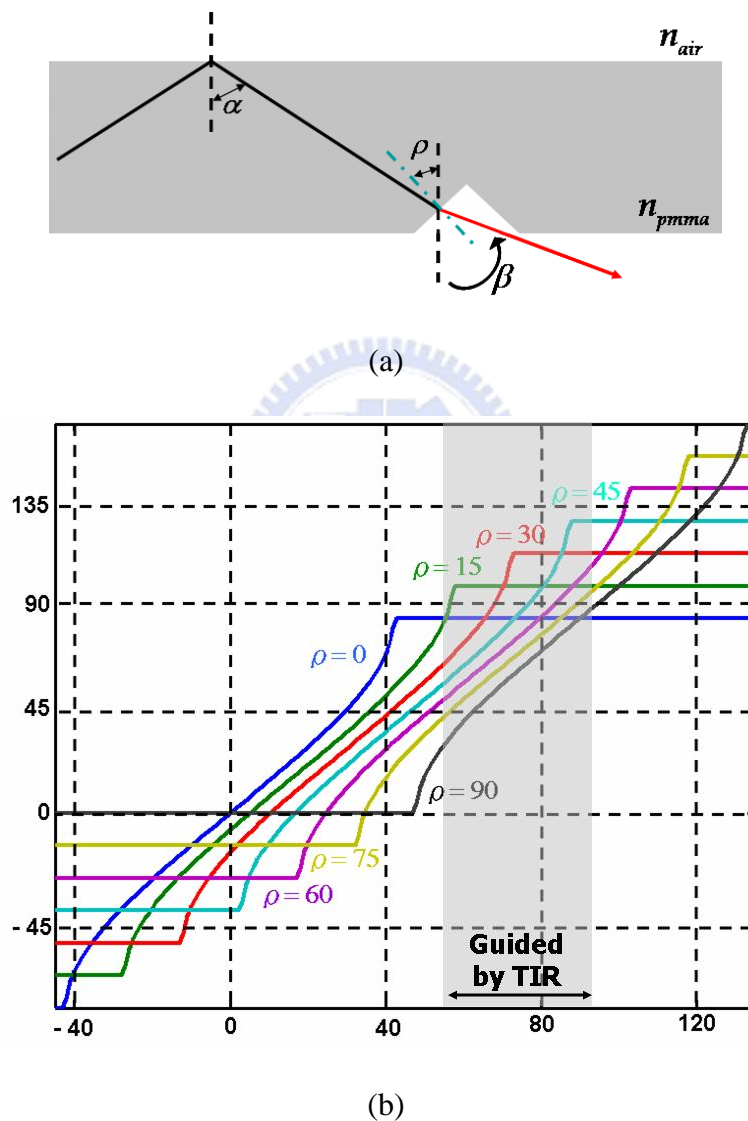 n_air
α
ρ
n_pmma
β
(a)
135
90
45
0
- 45
ρ = 45
ρ = 30
ρ = 15
ρ = 0
ρ = 90
ρ = 75
ρ = 60
Guided
by TIR
- 40 0 40 80 120
(b)